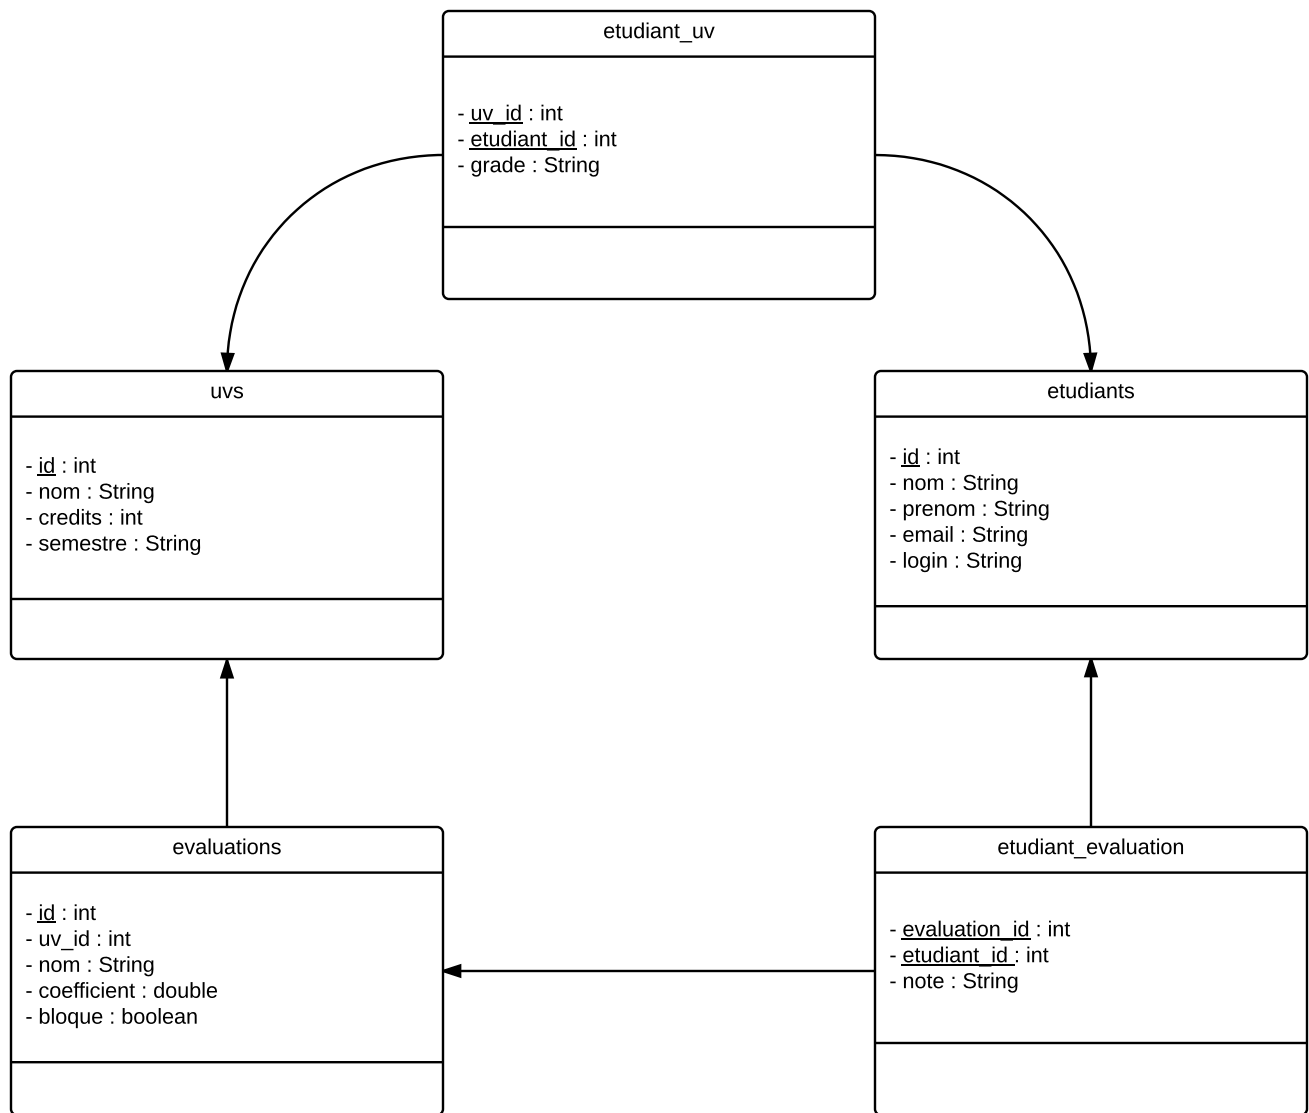 etudiant_uv
- uv_id : int
- etudiant_id : int
- grade : String
uvs
- id : int
- nom : String
- credits : int
- semestre : String
etudiants
- id : int
- nom : String
- prenom : String
- email : String
- login : String
evaluations
- id : int
- uv_id : int
- nom : String
- coefficient : double
- bloque : boolean
etudiant_evaluation
- evaluation_id : int
- etudiant_id : int
- note : String